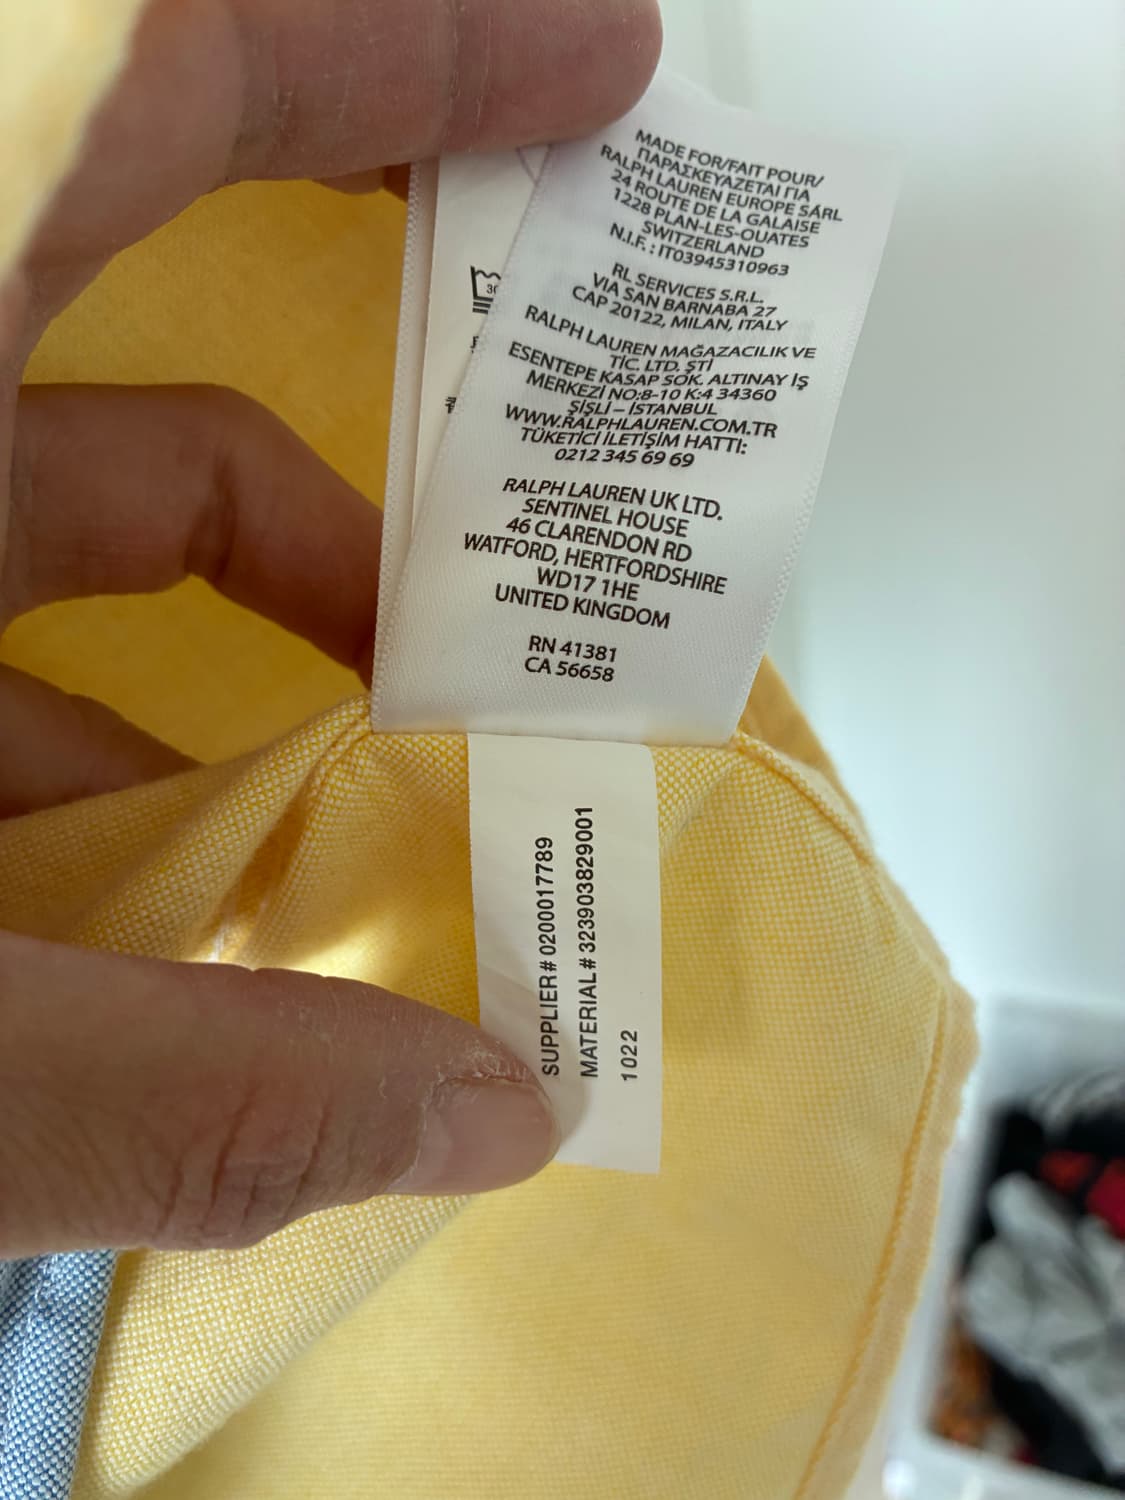 MADE FOR/FAIT POUR/
ΠΑΡΑΣΚΕΥΑΖΕΤΑΙ ΓΙΑ
RALPH LAUREN EUROPE SÁRL
24 ROUTE DE LA GALAISE
1228 PLAN-LES-OUATES
SWITZERLAND
N.I.F. : IT03945310963
RL SERVICES S.R.L.
VIA SAN BARNABA 27
CAP 20122, MILAN, ITALY
RALPH LAUREN MAĞAZACILIK VE
TİC. LTD. ŞTİ
ESENTEPE KASAP SOK. ALTINAY İŞ
MERKEZİ NO:8-10 K:4 34360
ŞİŞLİ – İSTANBUL
WWW.RALPHLAUREN.COM.TR
TÜKETİCİ İLETİŞİM HATTI:
0212 345 69 69
RALPH LAUREN UK LTD.
SENTINEL HOUSE
46 CLARENDON RD
WATFORD, HERTFORDSHIRE
WD17 1HE
UNITED KINGDOM
RN 41381
CA 56658
30
SUPPLIER# 0200017789
MATERIAL# 323903829001
1022